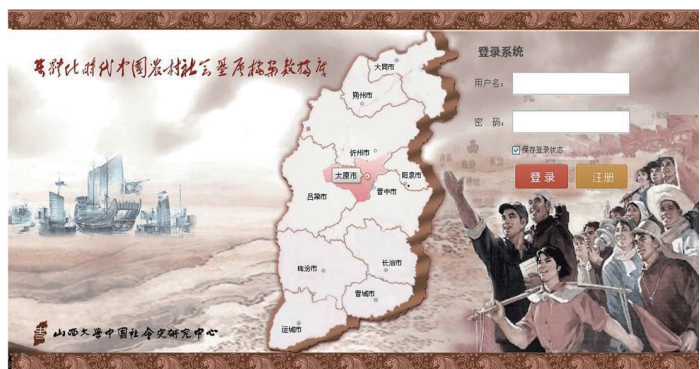 集体化时代中国农村社会基层档案数据库
登录系统
用户名：
密 码：
保存登录状态
登 录
注册
大同市
朔州市
忻州市
太原市
阳泉市
吕梁市
晋中市
临汾市
长治市
晋城市
运城市
山西大学中国社会史研究中心